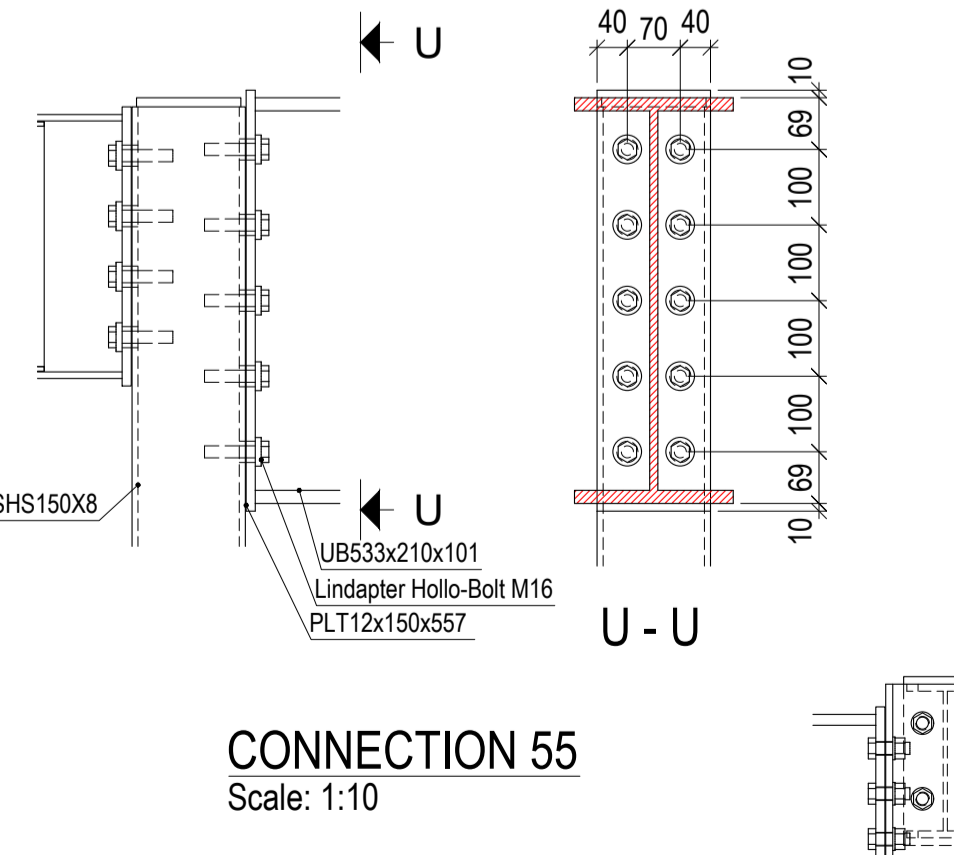 U
40 70 40
10
69
100
100
100
100
69
10
SHS150X8
U
UB533x210x101
Lindapter Hollo-Bolt M16
PLT12x150x557
U - U
CONNECTION 55
Scale: 1:10